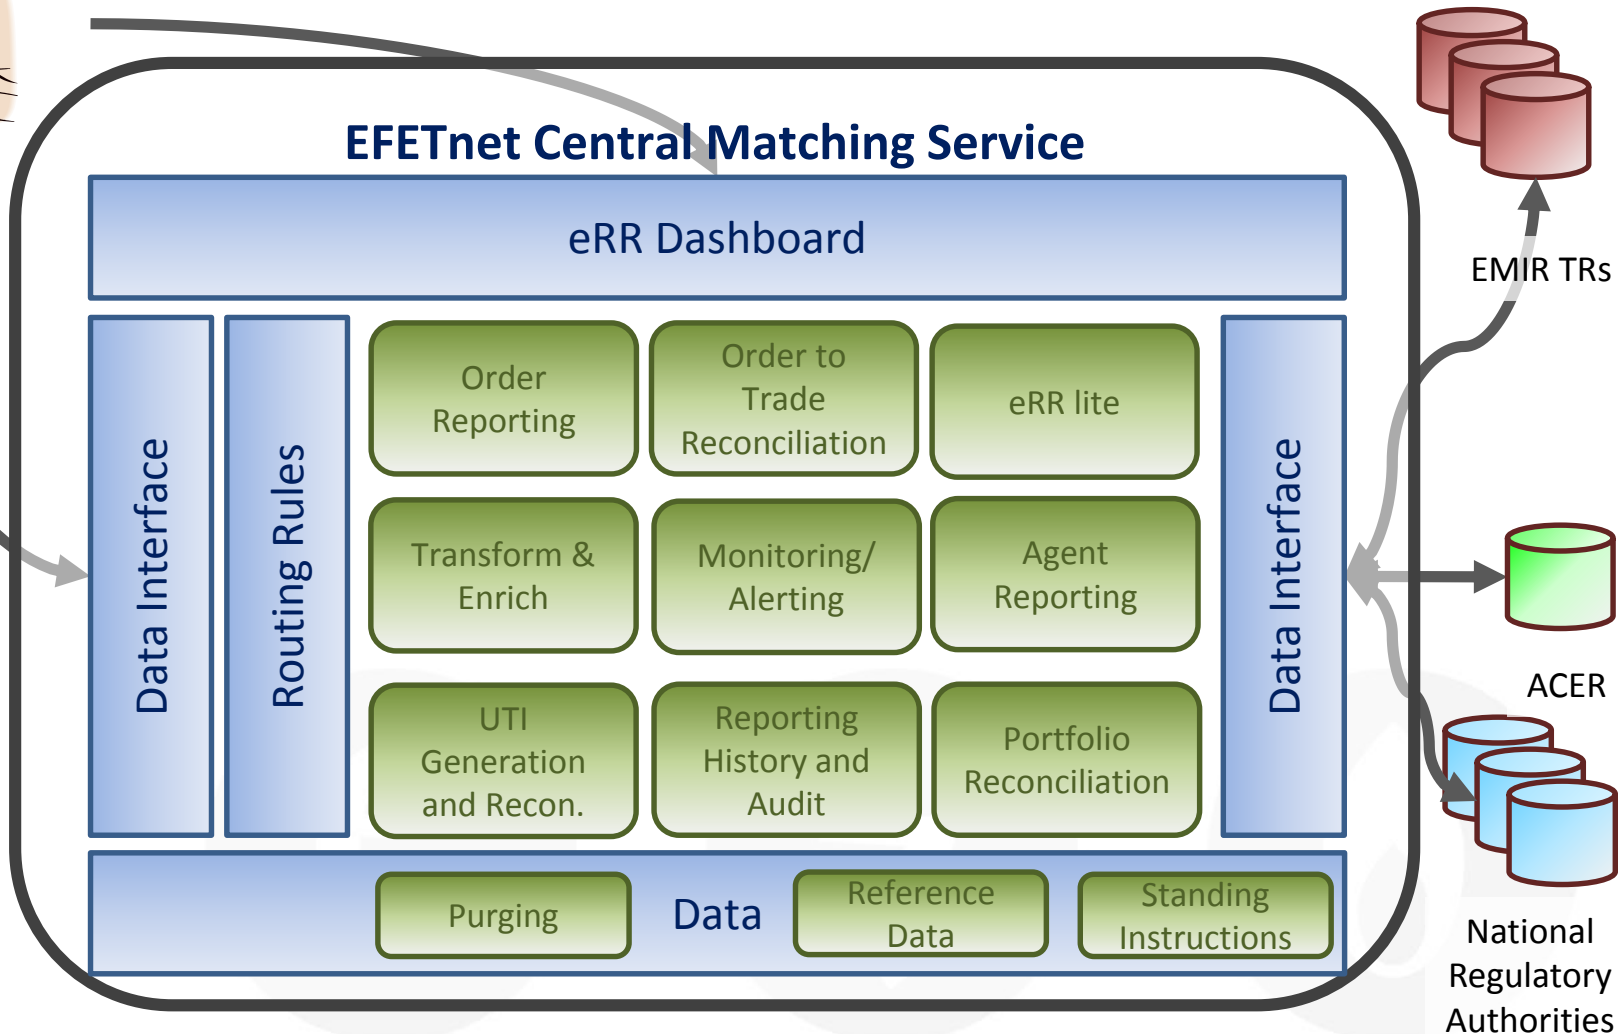 EFETnet Central Matching Service
eRR Dashboard
EMIR TRs
Data Interface
Routing Rules
Order
Reporting
Order to
Trade
Reconciliation
eRR lite
Transform &
Enrich
Monitoring/
Alerting
Agent
Reporting
UTI
Generation
and Recon.
Reporting
History and
Audit
Portfolio
Reconciliation
Data Interface
ACER
Purging
Data
Reference
Data
Standing
Instructions
National
Regulatory
Authorities